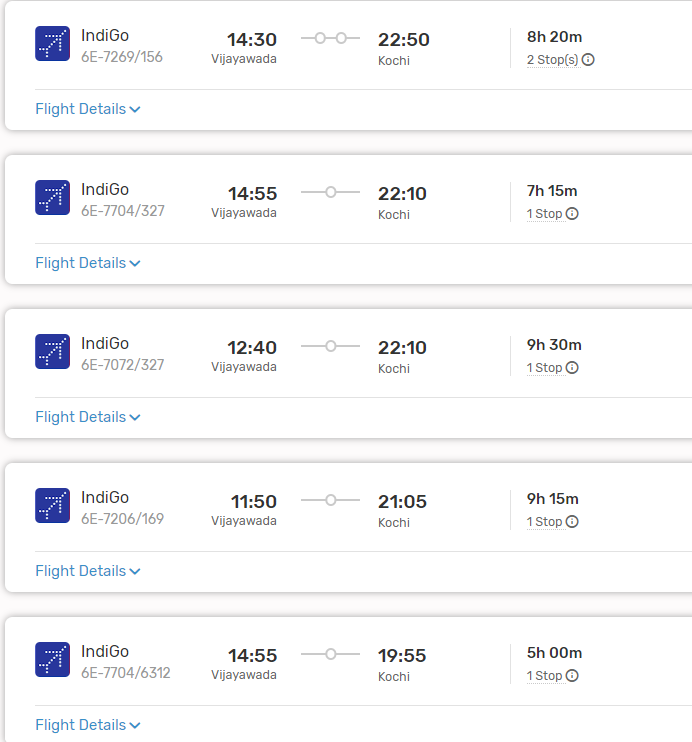 IndiGo 14:30 22:50 8h 20m
6E-7269/156 Vijayawada Kochi 2 Stop(s)
Flight Details
IndiGo 14:55 22:10 7h 15m
6E-7704/327 Vijayawada Kochi 1 Stop
Flight Details
IndiGo 12:40 22:10 9h 30m
6E-7072/327 Vijayawada Kochi 1 Stop
Flight Details
IndiGo 11:50 21:05 9h 15m
6E-7206/169 Vijayawada Kochi 1 Stop
Flight Details
IndiGo 14:55 19:55 5h 00m
6E-7704/6312 Vijayawada Kochi 1 Stop
Flight Details